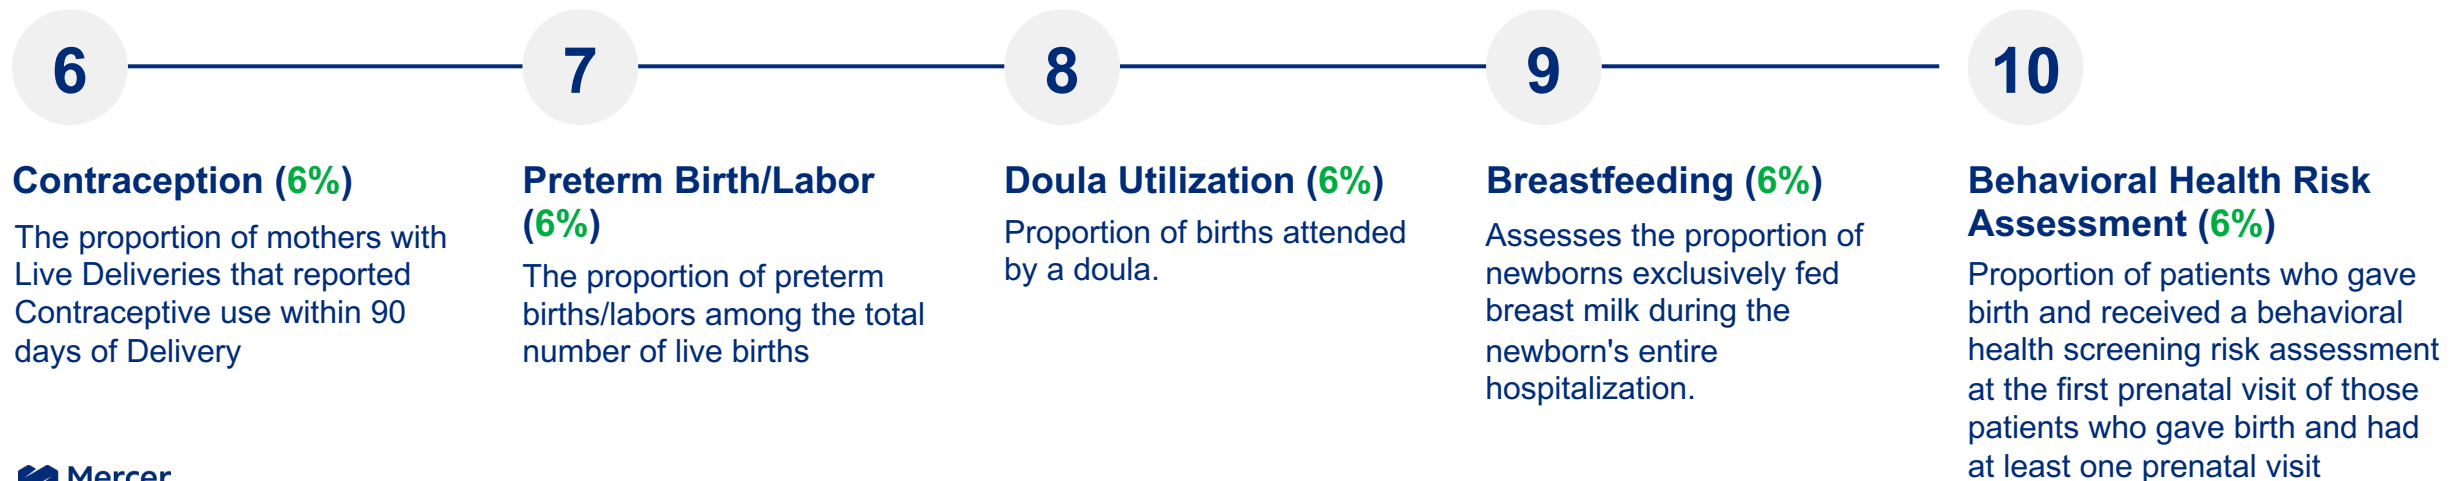 6
7
8
9
10
Contraception (6%)
The proportion of mothers with
Live Deliveries that reported
Contraceptive use within 90
days of Delivery
Preterm Birth/Labor
(6%)
The proportion of preterm
births/labors among the total
number of live births
Doula Utilization (6%)
Proportion of births attended
by a doula.
Breastfeeding (6%)
Assesses the proportion of
newborns exclusively fed
breast milk during the
newborn's entire
hospitalization.
Behavioral Health Risk
Assessment (6%)
Proportion of patients who gave
birth and received a behavioral
health screening risk assessment
at the first prenatal visit of those
patients who gave birth and had
at least one prenatal visit
Mercer